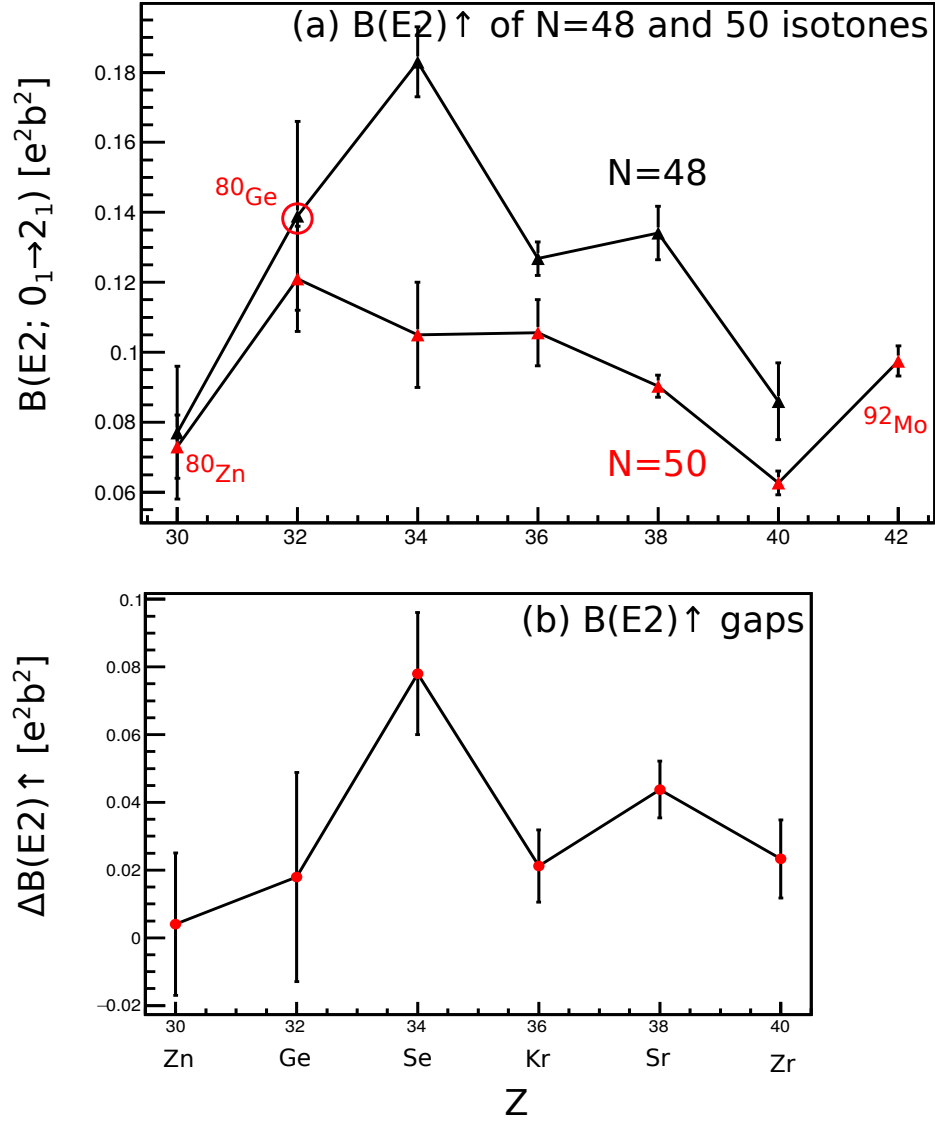 (a) B(E2)↑ of N=48 and 50 isotones
B(E2; 0₁→2₁) [e²b²]
0.18
0.16
0.14
0.12
0.1
0.08
0.06
⁸⁰Ge
N=48
⁸⁰Zn
N=50
⁹²Mo
30 32 34 36 38 40 42
(b) B(E2)↑ gaps
ΔB(E2)↑ [e²b²]
0.1
0.08
0.06
0.04
0.02
0
−0.02
30 32 34 36 38 40
Zn Ge Se Kr Sr Zr
Z